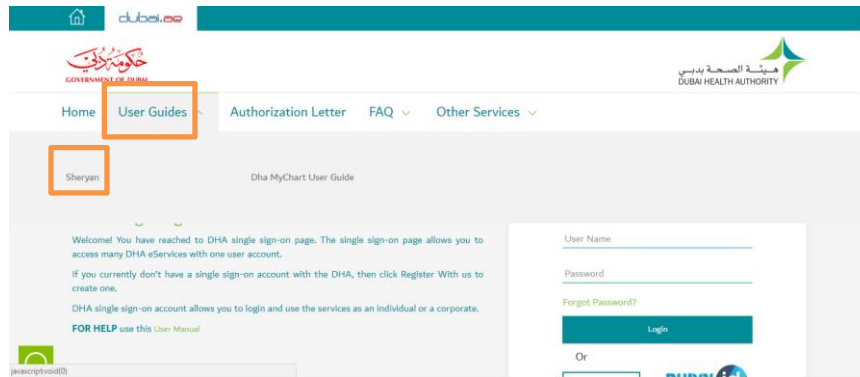 dubai.ae
حكومة دبي
GOVERNMENT OF DUBAI
هيئة الصحة بدبي
DUBAI HEALTH AUTHORITY
Home User Guides Authorization Letter FAQ Other Services
Sheryan Dha MyChart User Guide
Welcome! You have reached to DHA single sign-on page. The single sign-on page allows you to
access many DHA eServices with one user account.
If you currently don't have a single sign-on account with the DHA, then click Register With us to
create one.
DHA single sign-on account allows you to login and use the services as an individual or a corporate.
FOR HELP use this User Manual
User Name
Password
Forgot Password?
Login
Or
javascript:void(0)